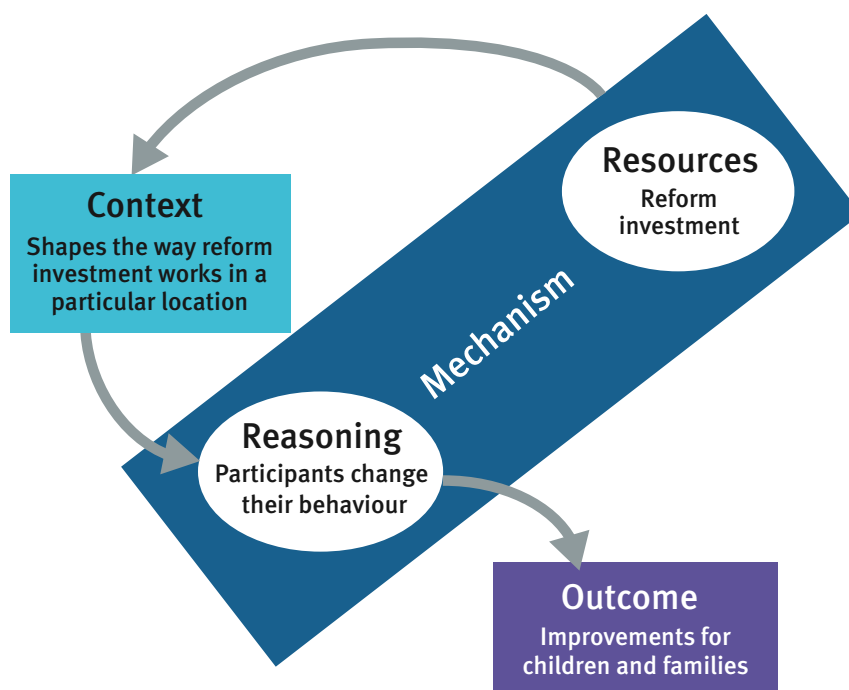 Resources
Reform
investment
Context
Shapes the way reform
investment works in a
particular location
Mechanism
Reasoning
Participants change
their behaviour
Outcome
Improvements for
children and families